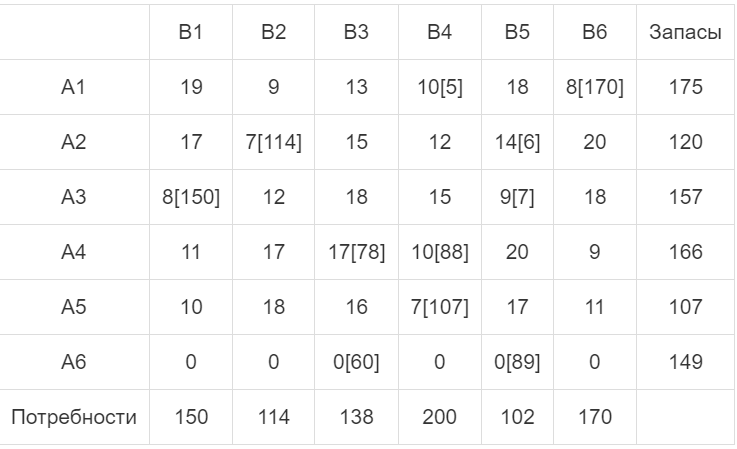 B1 B2 B3 B4 B5 B6 Запасы
A1 19 9 13 10[5] 18 8[170] 175
A2 17 7[114] 15 12 14[6] 20 120
A3 8[150] 12 18 15 9[7] 18 157
A4 11 17 17[78] 10[88] 20 9 166
A5 10 18 16 7[107] 17 11 107
A6 0 0 0[60] 0 0[89] 0 149
Потребности 150 114 138 200 102 170